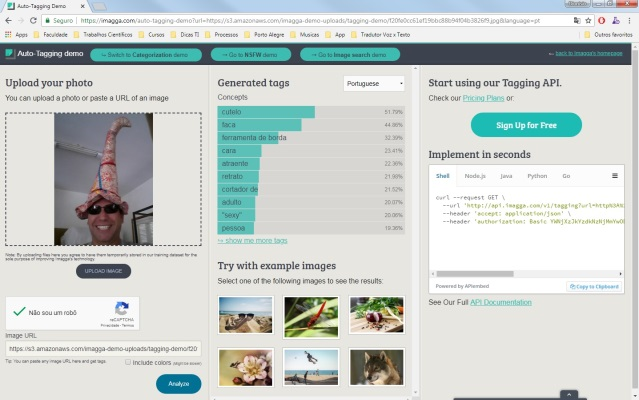 Auto-Tagging Demo
Seguro
https://imagga.com/auto-tagging-demo?url=https://s3.amazonaws.com/imagga-demo-uploads/tagging-demo/f20fe0cc61ef19bbc88b94f04b3826f9.jpg&language=pt
Apps
Faculdade
Trabalhos Científicos
Cursos
Dicas TI
Processos
Porto Alegre
Musicas
App
Tradutor Voz x Texto
Outros favoritos
Auto-Tagging demo
Switch to Categorization demo
Go to NSFW demo
Go to Image search demo
back to Imagga's homepage
Upload your photo
You can upload a photo or paste a URL of an image
Note: By uploading files here you agree to have them temporarily stored in our training dataset for the
sole purpose of improving Imagga's technology.
UPLOAD IMAGE
Não sou um robô
reCAPTCHA
Privacidade - Termos
Image URL
https://s3.amazonaws.com/imagga-demo-uploads/tagging-demo/f20
Tip: You can paste any image URL here and get tags.
Include colors (might be slower)
Analyze
Generated tags
Portuguese
Concepts
cutelo 51.79%
faca 44.86%
ferramenta de borda 32.39%
cara 23.41%
atraente 22.36%
retrato 21.98%
cortador de 21.52%
adulto 20.07%
"sexy" 20.06%
pessoa 19.36%
show me more tags
Try with example images
Select one of the following images to see the results:
Start using our Tagging API.
Check our Pricing Plans or:
Sign Up for Free
Implement in seconds
Shell
Node.js
Java
Python
Go
curl --request GET \
--url 'http://api.imagga.com/v1/tagging?url=http%3A%
--header 'accept: application/json' \
--header 'authorization: Basic
Powered by APIembed
Copy to Clipboard
See Our Full API Documentation